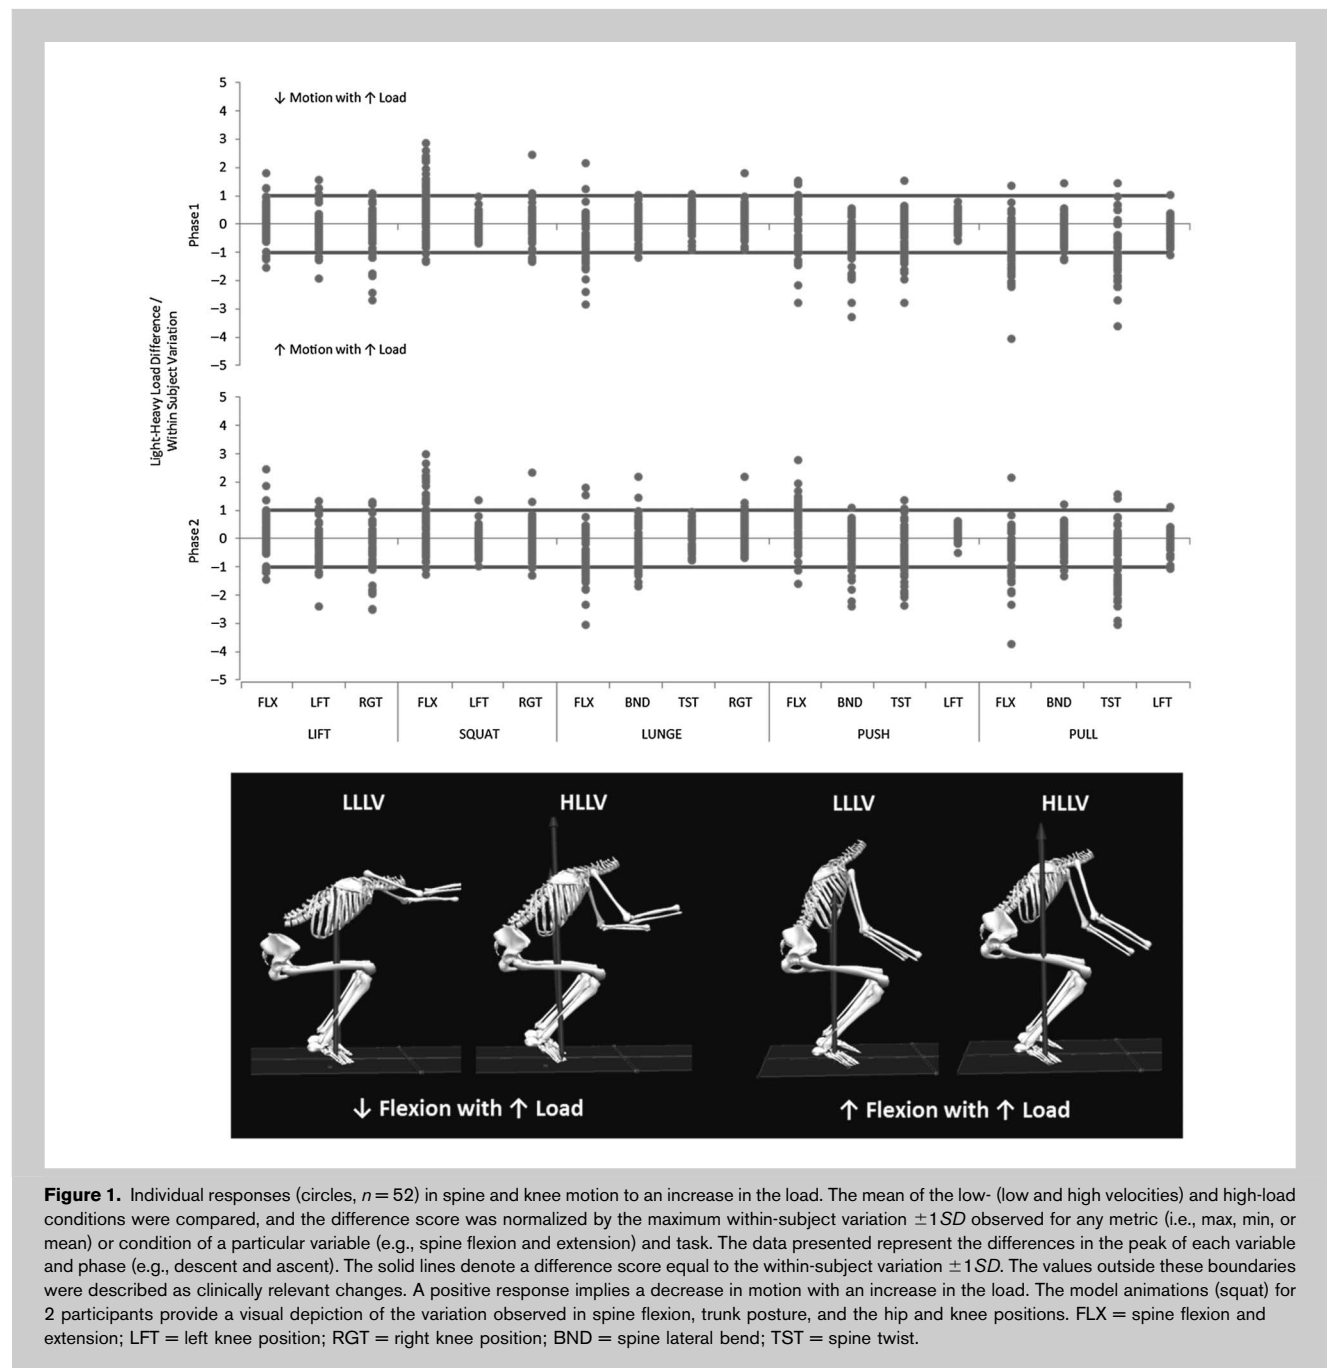 5
↓ Motion with ↑ Load
4
3
2
1
0
−1
−2
−3
−4
↑ Motion with ↑ Load
−5
Phase 1
Light-Heavy Load Difference /
Within Subject Variation
5
4
3
2
1
0
−1
−2
−3
−4
−5
Phase 2
FLX LFT RGT FLX LFT RGT FLX BND TST RGT FLX BND TST LFT FLX BND TST LFT
LIFT SQUAT LUNGE PUSH PULL
LLLV HLLV LLLV HLLV
↓ Flexion with ↑ Load ↑ Flexion with ↑ Load
Figure 1. Individual responses (circles, n = 52) in spine and knee motion to an increase in the load. The mean of the low- (low and high velocities) and high-load
conditions were compared, and the difference score was normalized by the maximum within-subject variation ±1SD observed for any metric (i.e., max, min, or
mean) or condition of a particular variable (e.g., spine flexion and extension) and task. The data presented represent the differences in the peak of each variable
and phase (e.g., descent and ascent). The solid lines denote a difference score equal to the within-subject variation ±1SD. The values outside these boundaries
were described as clinically relevant changes. A positive response implies a decrease in motion with an increase in the load. The model animations (squat) for
2 participants provide a visual depiction of the variation observed in spine flexion, trunk posture, and the hip and knee positions. FLX = spine flexion and
extension; LFT = left knee position; RGT = right knee position; BND = spine lateral bend; TST = spine twist.